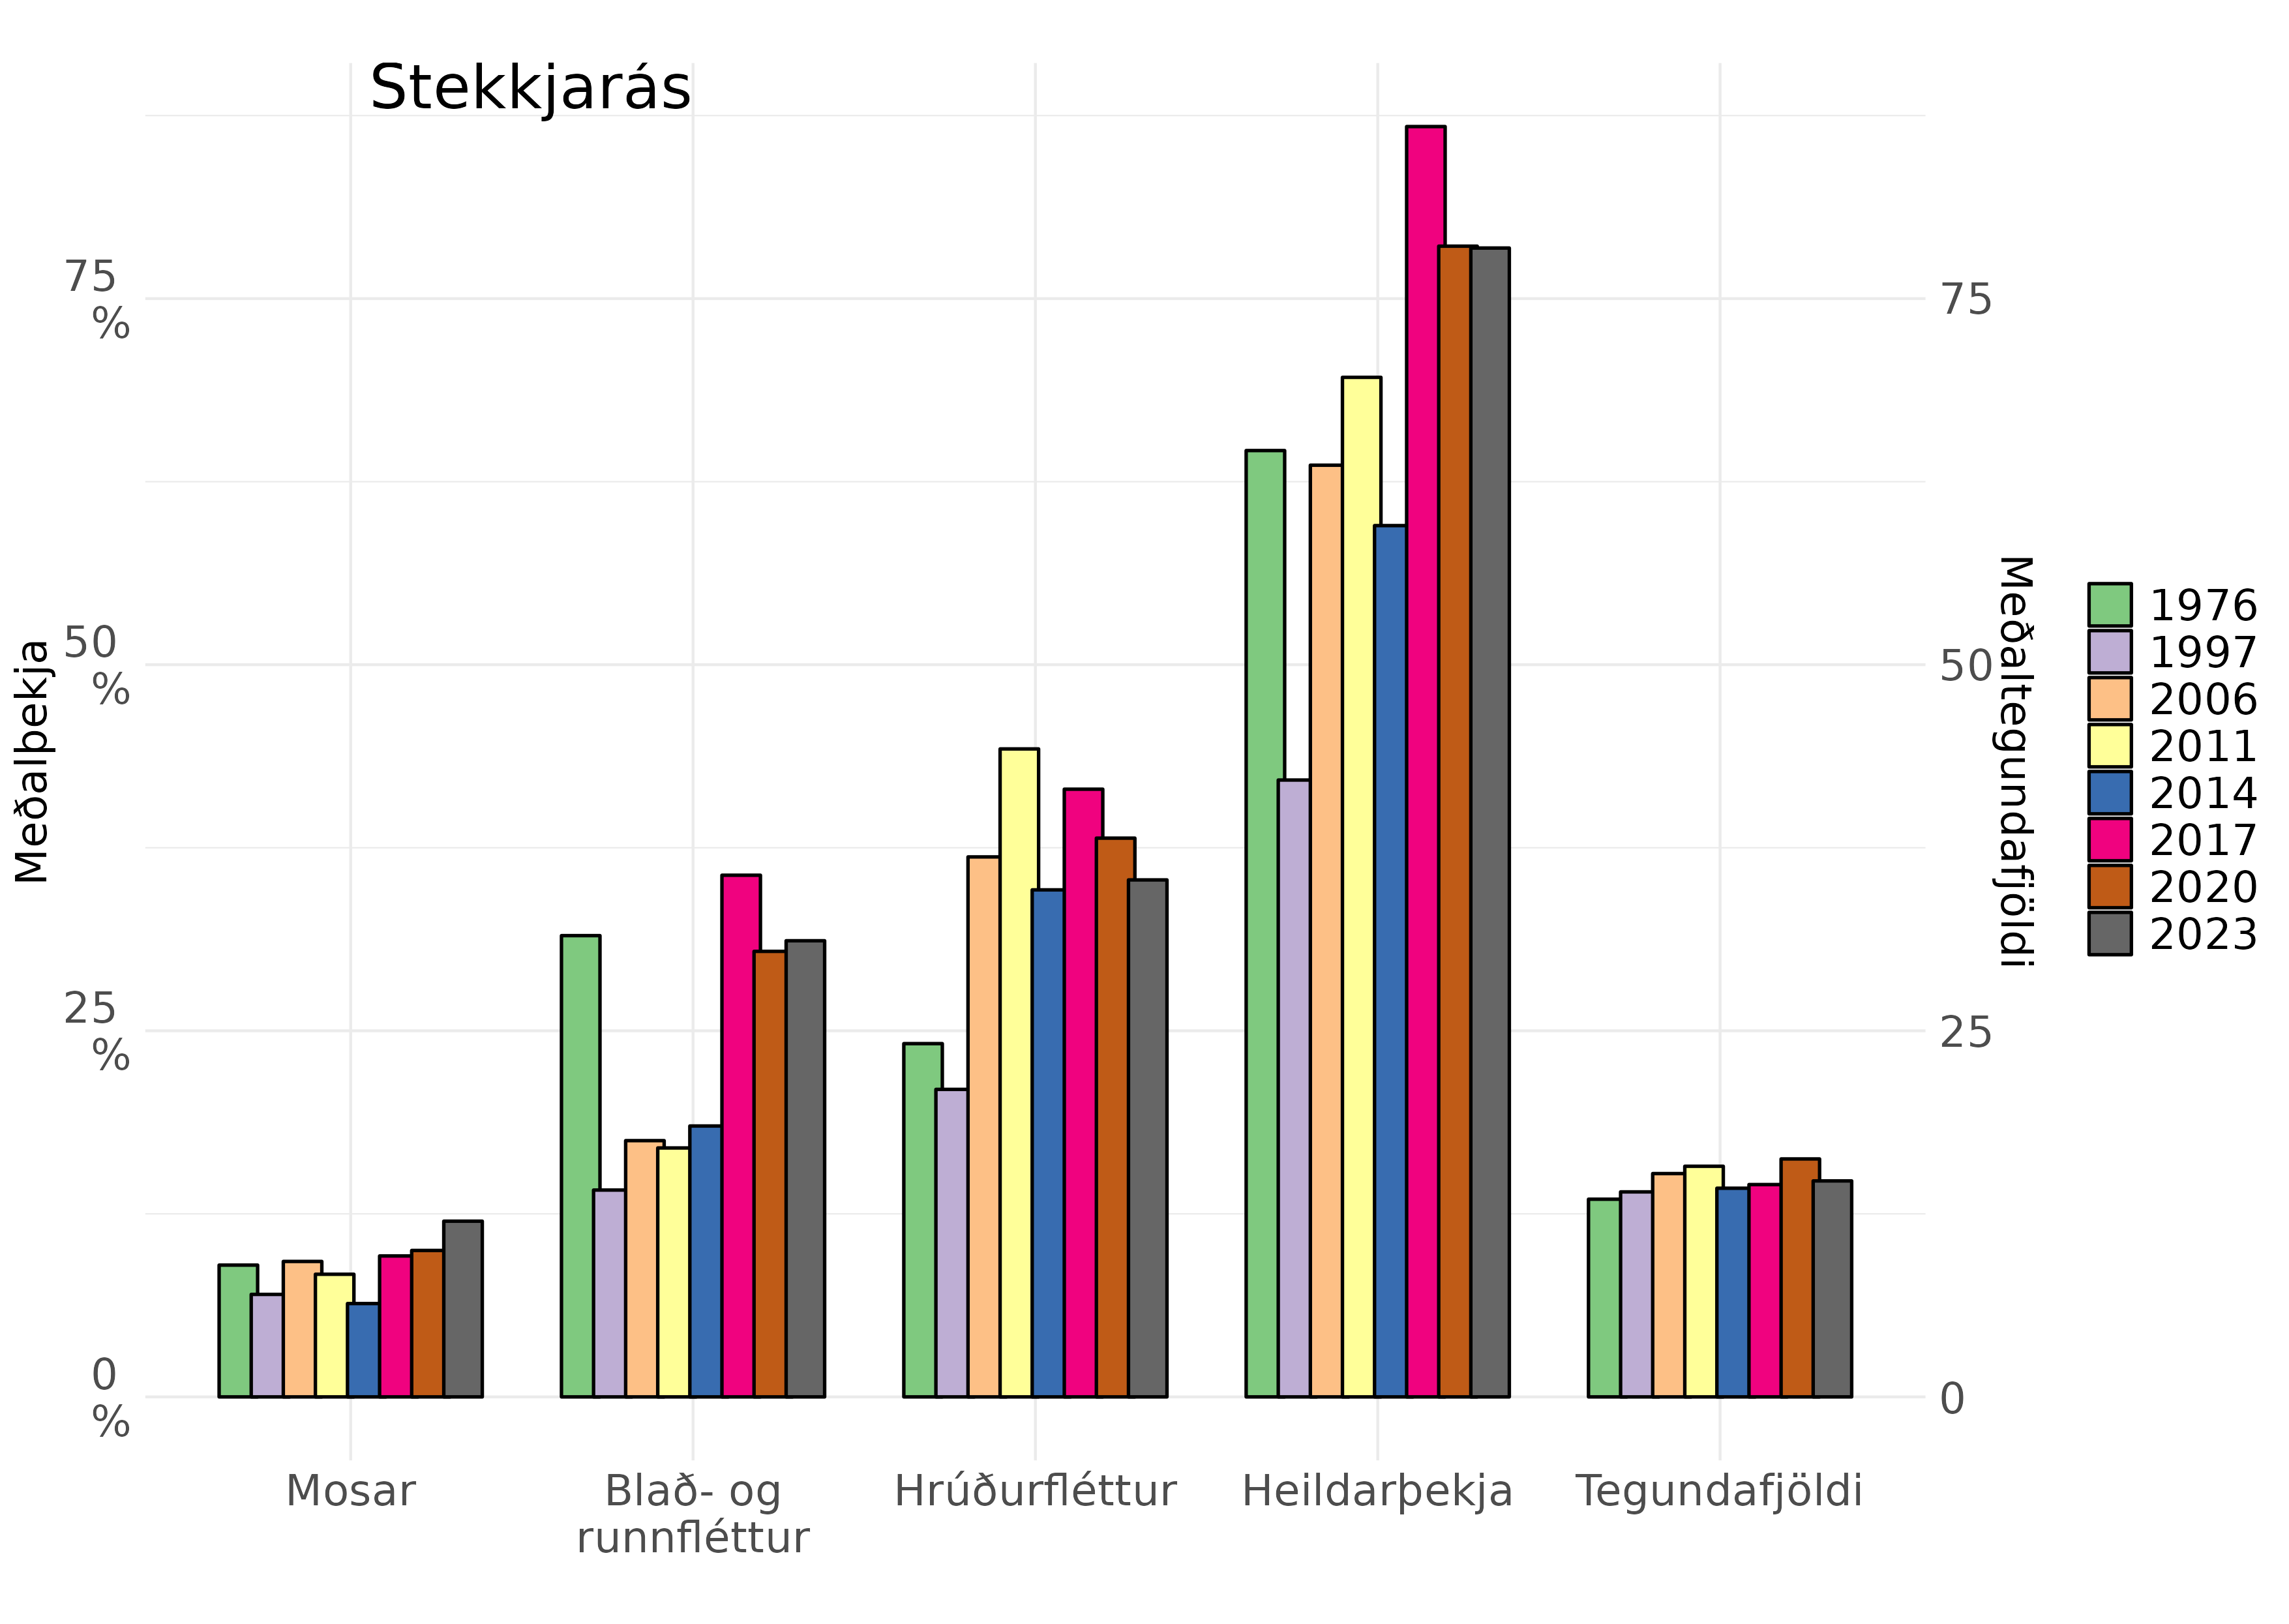 Stekkjarás
Meðalþekja
75
%
50
%
25
%
0
%
75
50
25
0
Meðaltegundafjöldi
Mosar
Blað- og
runnfléttur
Hrúðurfléttur
Heildarþekja
Tegundafjöldi
1976
1997
2006
2011
2014
2017
2020
2023